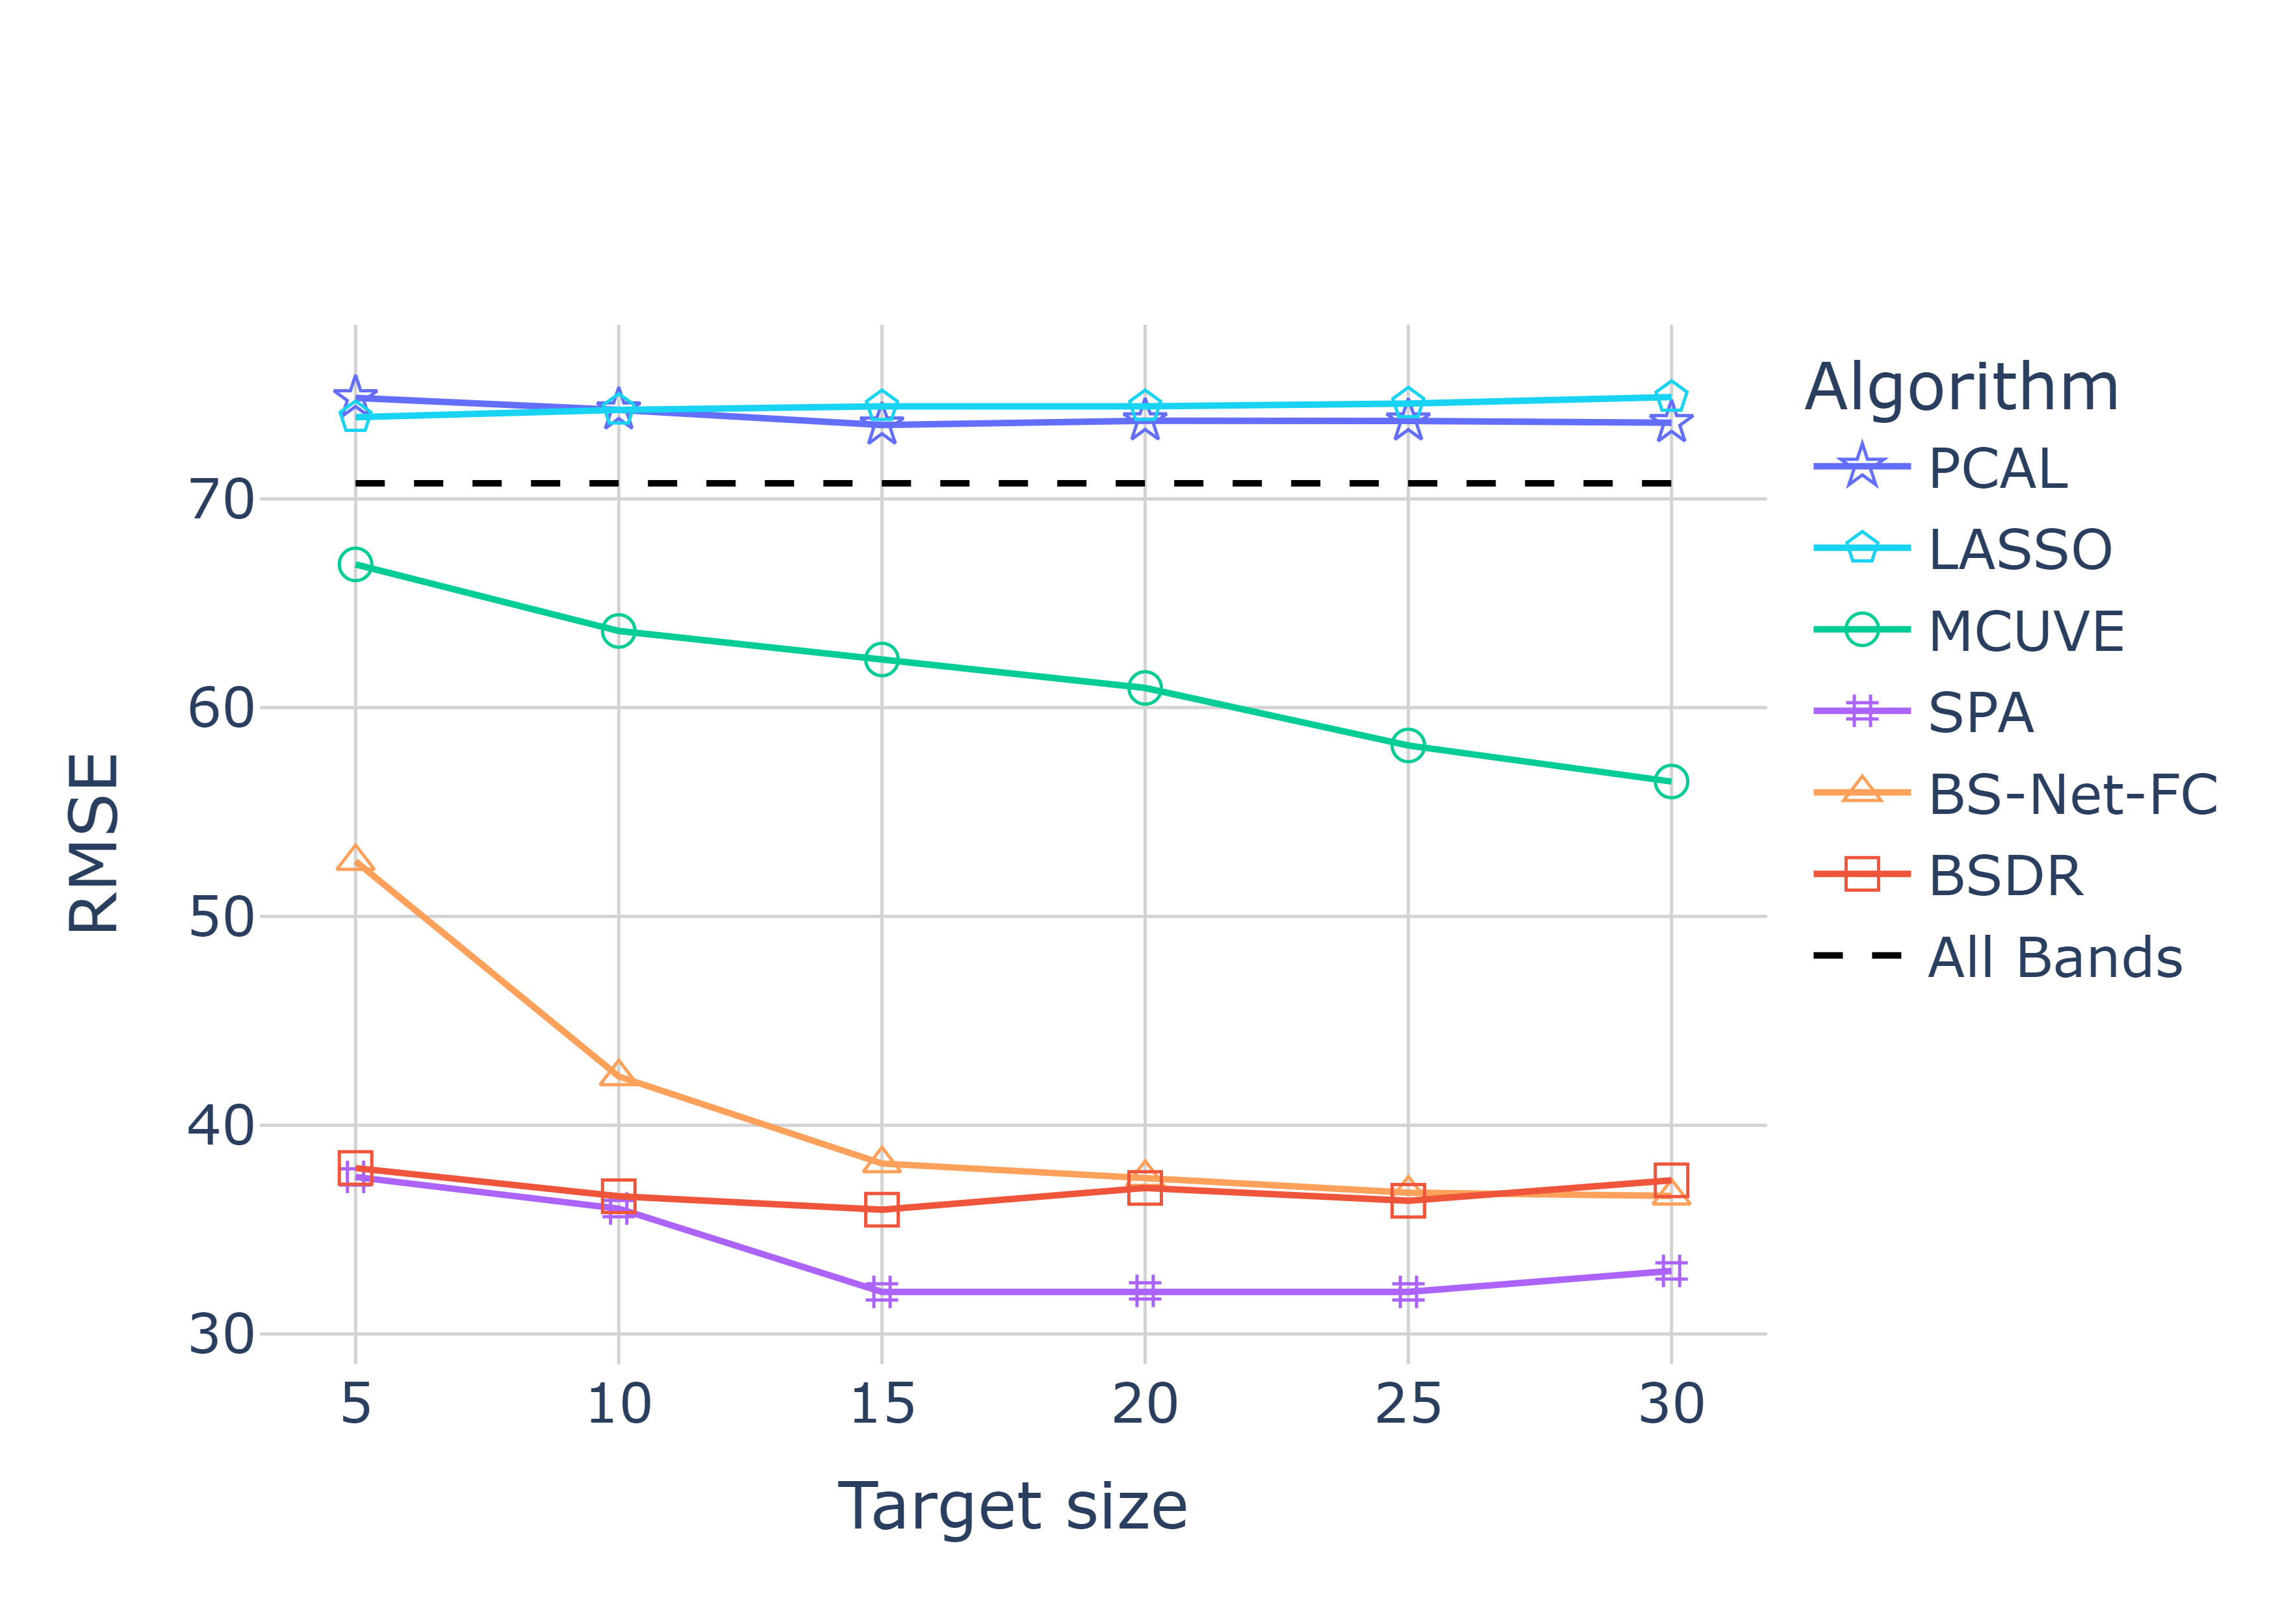 Algorithm
PCAL
LASSO
MCUVE
SPA
BS-Net-FC
BSDR
All Bands
RMSE
70
60
50
40
30
5 10 15 20 25 30
Target size